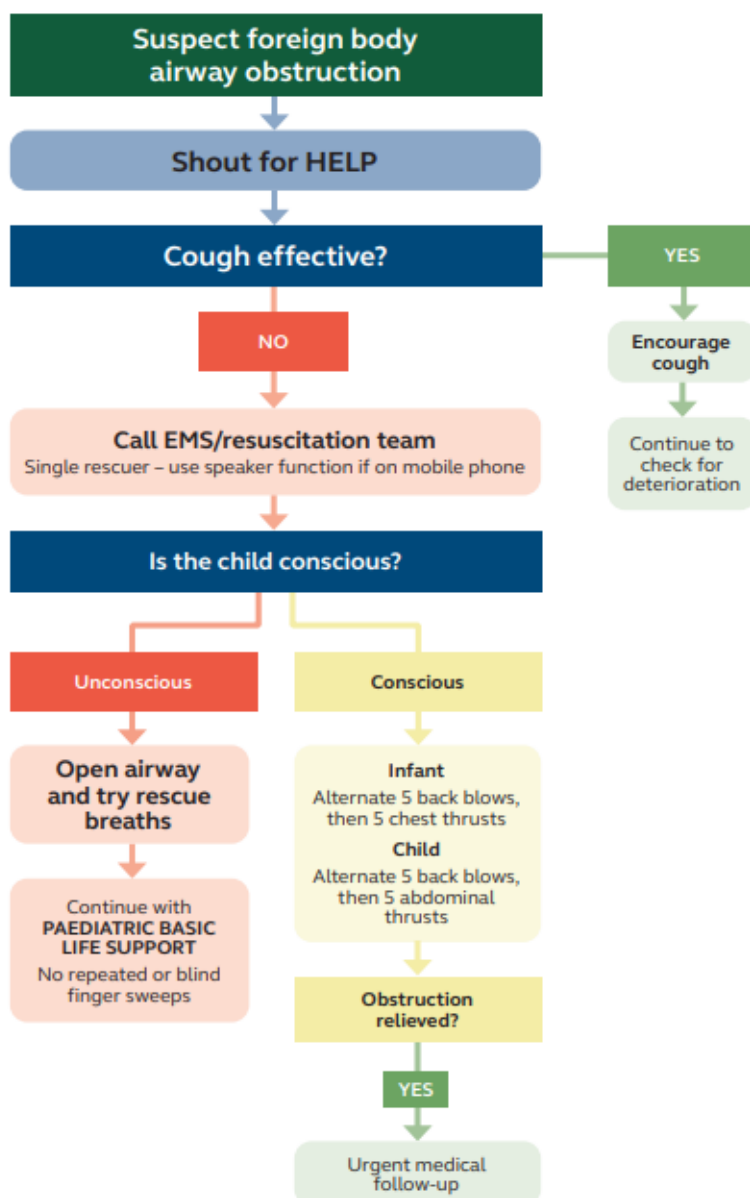 Suspect foreign body
airway obstruction
Shout for HELP
Cough effective?
YES
NO
Encourage
cough
Call EMS/resuscitation team
Single rescuer – use speaker function if on mobile phone
Continue to
check for
deterioration
Is the child conscious?
Unconscious
Conscious
Open airway
and try rescue
breaths
Infant
Alternate 5 back blows,
then 5 chest thrusts
Child
Alternate 5 back blows,
then 5 abdominal
thrusts
Continue with
PAEDIATRIC BASIC
LIFE SUPPORT
No repeated or blind
finger sweeps
Obstruction
relieved?
YES
Urgent medical
follow-up